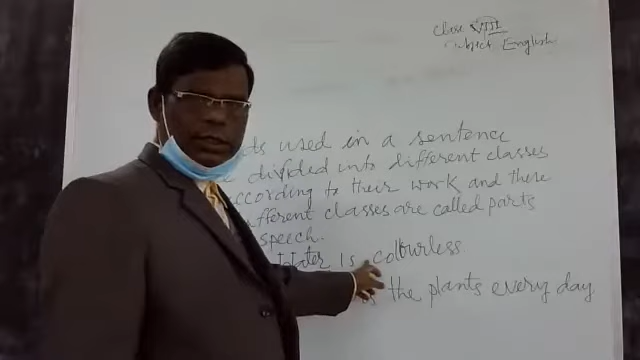 Class VIII
Subject English
ds used in a sentence
e divided into different classes
ccording to their work and there
fferent classes are called parts
speech.
Water is colourless
the plants every day